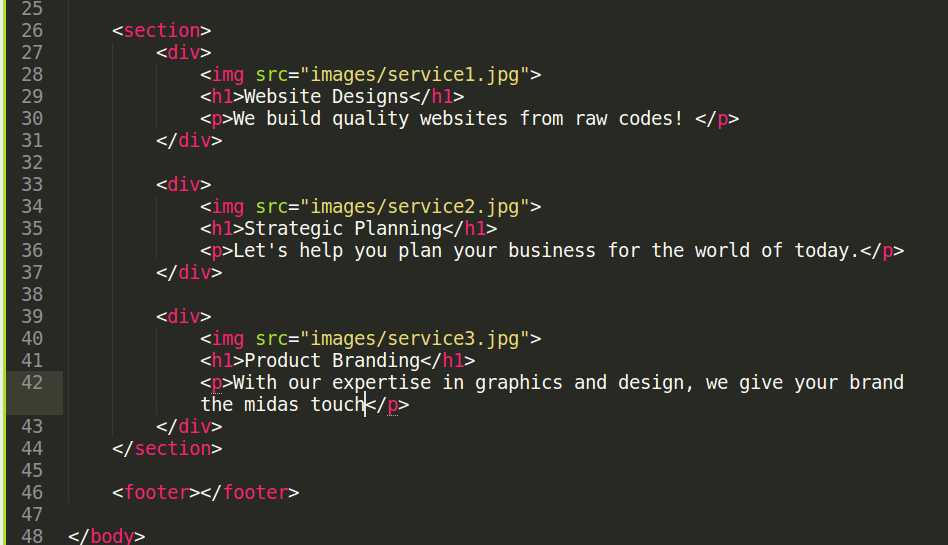 25
26 <section>
27 <div>
28 <img src="images/service1.jpg">
29 <h1>Website Designs</h1>
30 <p>We build quality websites from raw codes! </p>
31 </div>
32
33 <div>
34 <img src="images/service2.jpg">
35 <h1>Strategic Planning</h1>
36 <p>Let's help you plan your business for the world of today.</p>
37 </div>
38
39 <div>
40 <img src="images/service3.jpg">
41 <h1>Product Branding</h1>
42 <p>With our expertise in graphics and design, we give your brand
the midas touch</p>
43 </div>
44 </section>
45
46 <footer></footer>
47
48 </body>